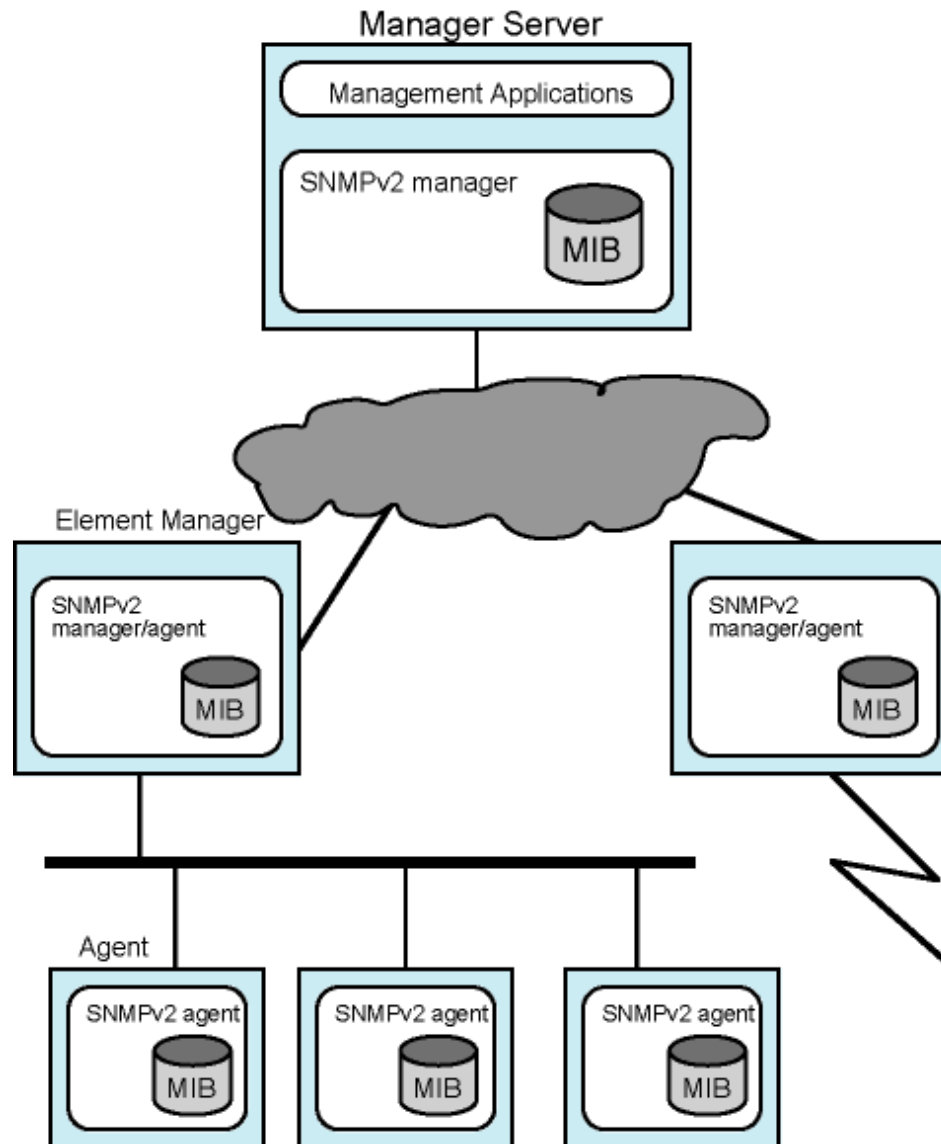 Manager Server
Management Applications
SNMPv2 manager
MIB
Element Manager
SNMPv2
manager/agent
MIB
SNMPv2
manager/agent
MIB
Agent
SNMPv2 agent
MIB
SNMPv2 agent
MIB
SNMPv2 agent
MIB